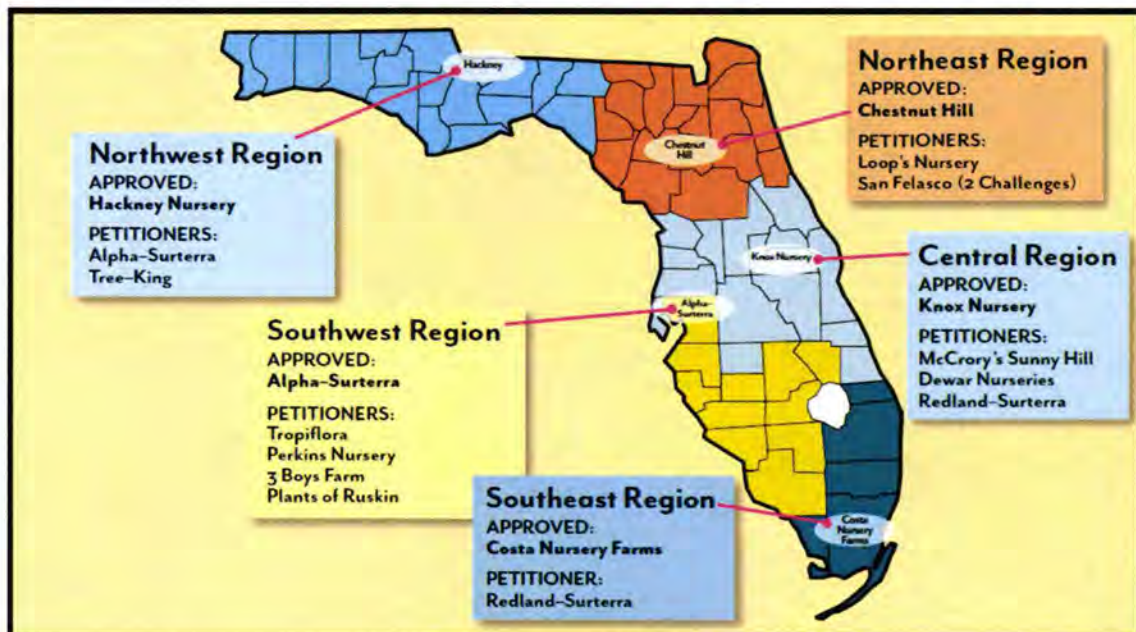 Hackney
Northwest Region
APPROVED:
Hackney Nursery
PETITIONERS:
Alpha–Surterra
Tree–King
Chestnut
Hill
Northeast Region
APPROVED:
Chestnut Hill
PETITIONERS:
Loop's Nursery
San Felasco (2 Challenges)
Knox Nursery
Central Region
APPROVED:
Knox Nursery
PETITIONERS:
McCrory's Sunny Hill
Dewar Nurseries
Redland–Surterra
Alpha–
Surterra
Southwest Region
APPROVED:
Alpha–Surterra
PETITIONERS:
Tropiflora
Perkins Nursery
3 Boys Farm
Plants of Ruskin
Southeast Region
APPROVED:
Costa Nursery Farms
PETITIONER:
Redland–Surterra
Costa
Nursery
Farms